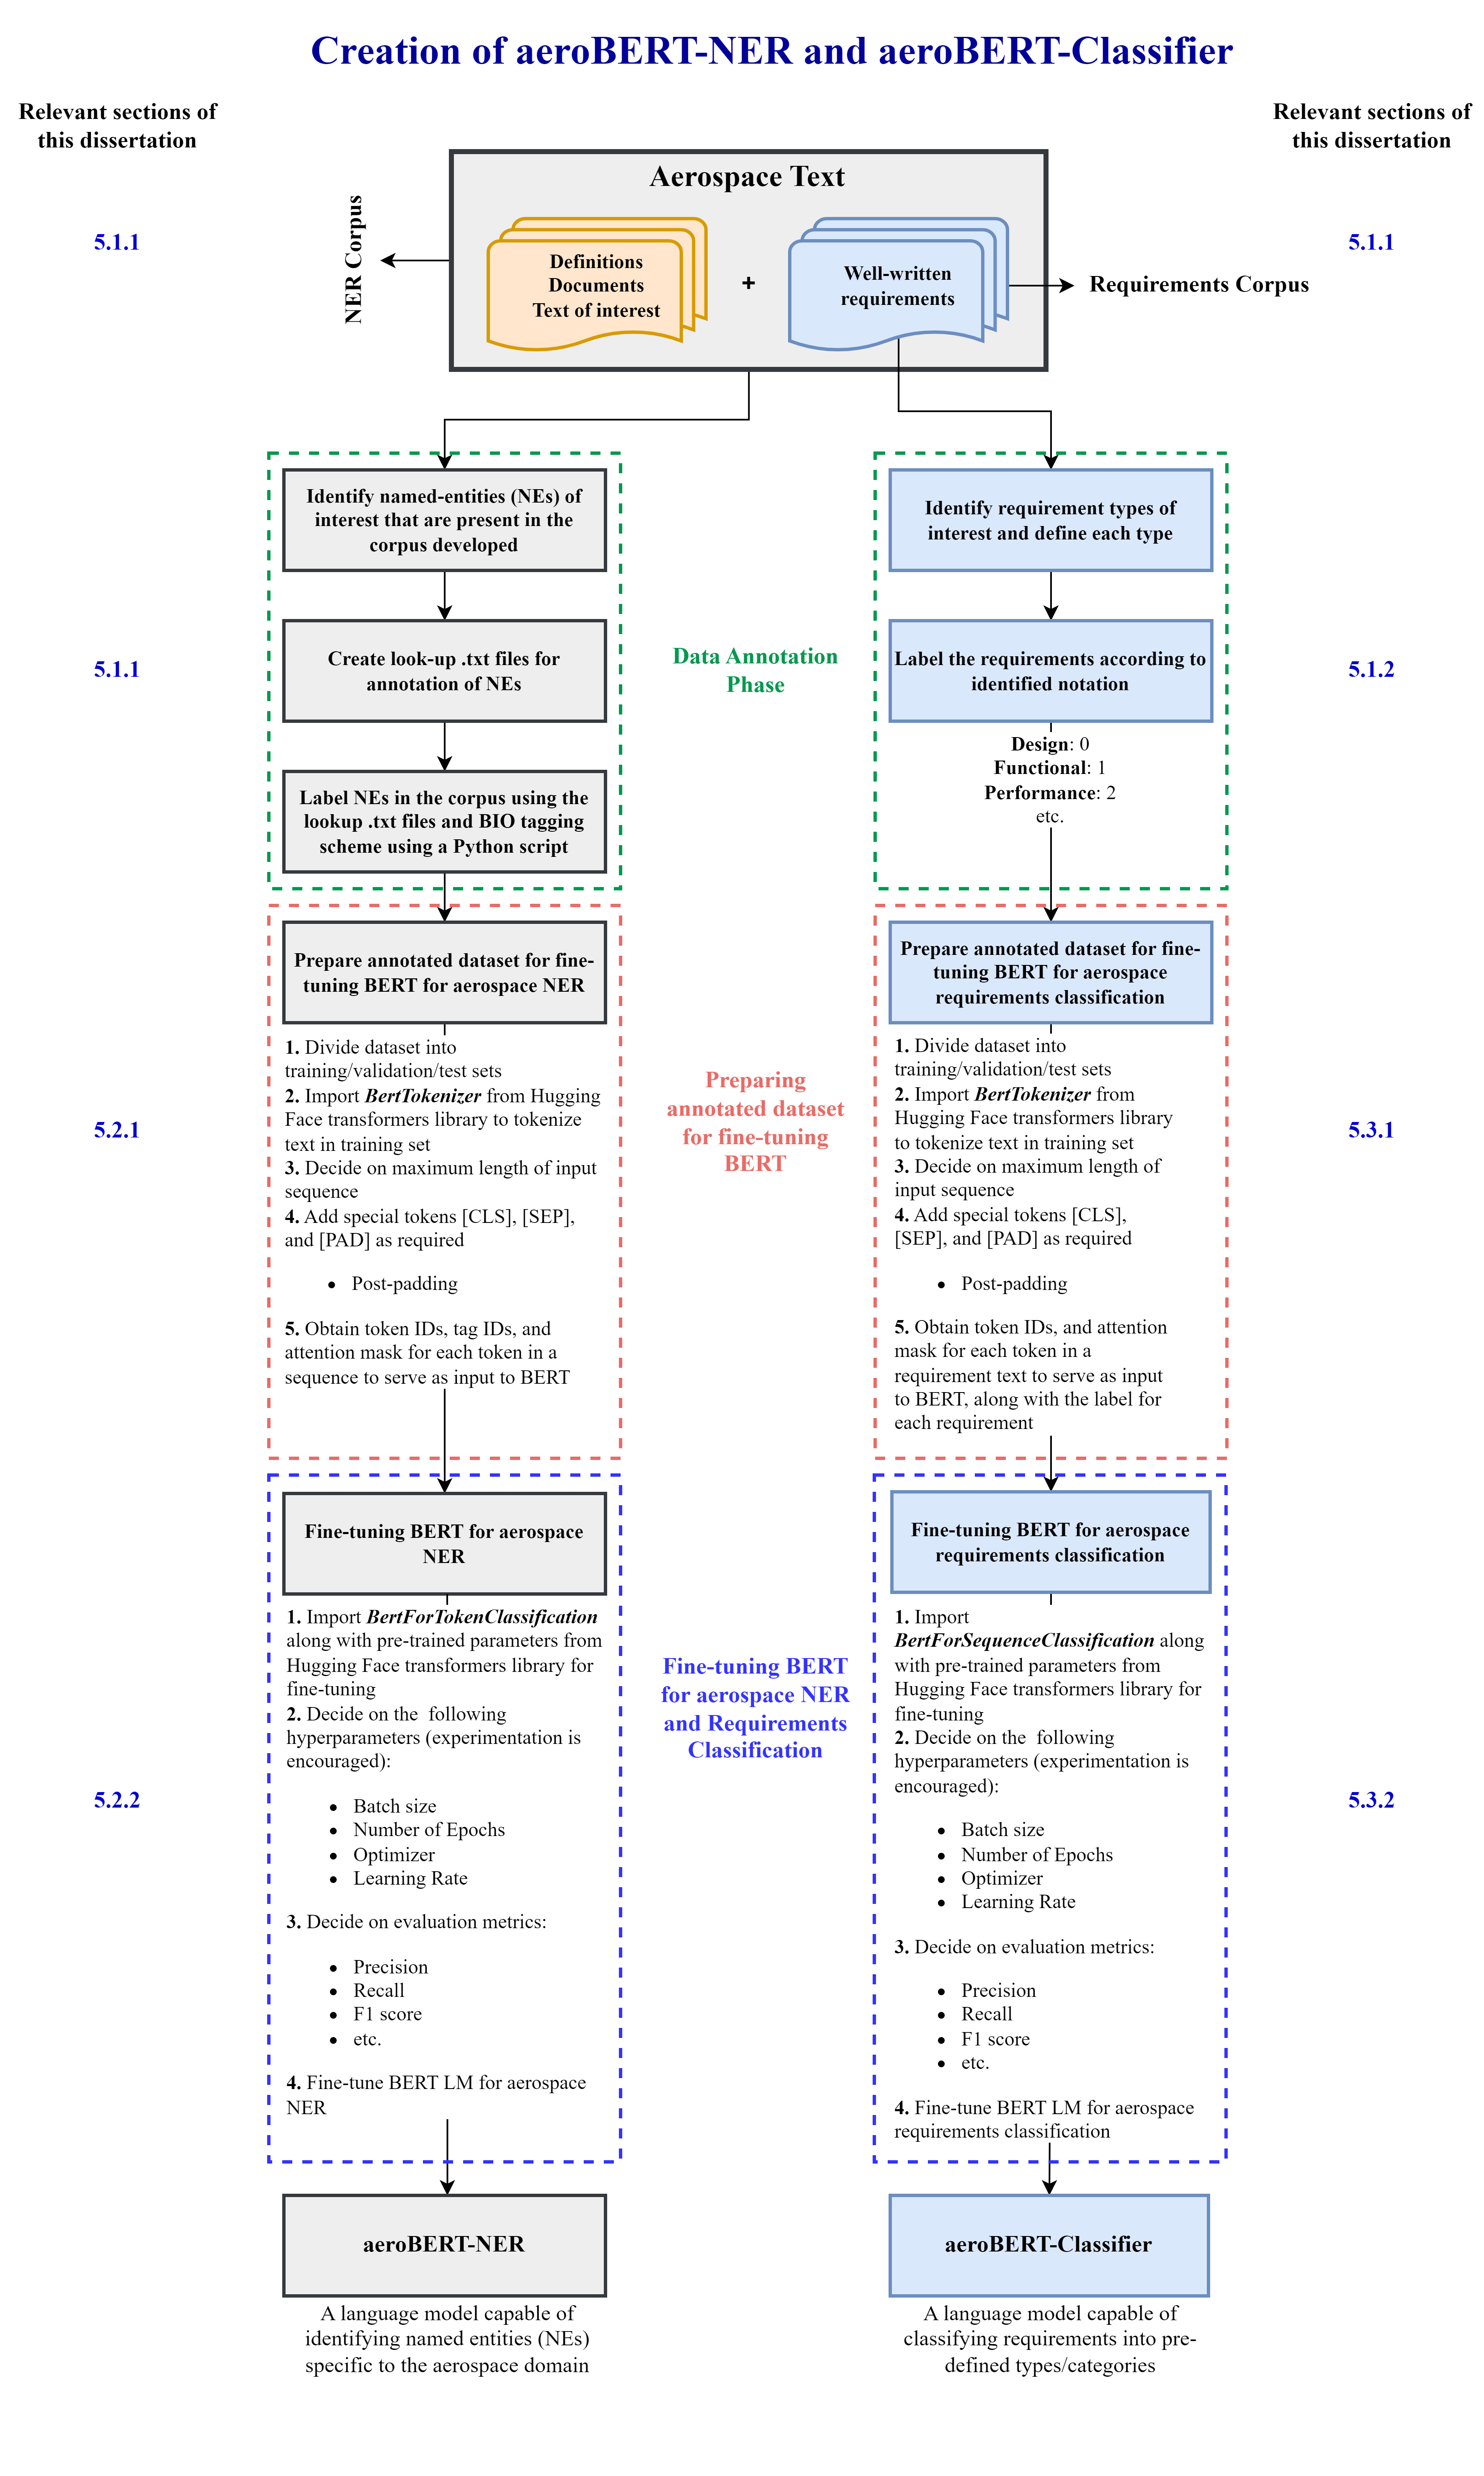 Creation of aeroBERT-NER and aeroBERT-Classifier
Relevant sections of
this dissertation
Relevant sections of
this dissertation
Aerospace Text
NER Corpus
5.1.1
Definitions
Documents
Text of interest
+
Well-written
requirements
Requirements Corpus
5.1.1
Identify named-entities (NEs) of
interest that are present in the
corpus developed
Create look-up .txt files for
annotation of NEs
5.1.1
Label NEs in the corpus using the
lookup .txt files and BIO tagging
scheme using a Python script
Data Annotation
Phase
Identify requirement types of
interest and define each type
Label the requirements according to
identified notation
5.1.2
Design: 0
Functional: 1
Performance: 2
etc.
Prepare annotated dataset for fine-
tuning BERT for aerospace NER
1. Divide dataset into
training/validation/test sets
2. Import BertTokenizer from Hugging
Face transformers library to tokenize
text in training set
3. Decide on maximum length of input
sequence
4. Add special tokens [CLS], [SEP],
and [PAD] as required
• Post-padding
5. Obtain token IDs, tag IDs, and
attention mask for each token in a
sequence to serve as input to BERT
5.2.1
Preparing
annotated dataset
for fine-tuning
BERT
Prepare annotated dataset for fine-
tuning BERT for aerospace
requirements classification
1. Divide dataset into
training/validation/test sets
2. Import BertTokenizer from
Hugging Face transformers library
to tokenize text in training set
3. Decide on maximum length of
input sequence
4. Add special tokens [CLS],
[SEP], and [PAD] as required
• Post-padding
5. Obtain token IDs, and attention
mask for each token in a
requirement text to serve as input
to BERT, along with the label for
each requirement
5.3.1
Fine-tuning BERT for aerospace
NER
1. Import BertForTokenClassification
along with pre-trained parameters from
Hugging Face transformers library for
fine-tuning
2. Decide on the following
hyperparameters (experimentation is
encouraged):
• Batch size
• Number of Epochs
• Optimizer
• Learning Rate
3. Decide on evaluation metrics:
• Precision
• Recall
• F1 score
• etc.
4. Fine-tune BERT LM for aerospace
NER
5.2.2
Fine-tuning BERT
for aerospace NER
and Requirements
Classification
Fine-tuning BERT for aerospace
requirements classification
1. Import
BertForSequenceClassification along
with pre-trained parameters from
Hugging Face transformers library for
fine-tuning
2. Decide on the following
hyperparameters (experimentation is
encouraged):
• Batch size
• Number of Epochs
• Optimizer
• Learning Rate
3. Decide on evaluation metrics:
• Precision
• Recall
• F1 score
• etc.
4. Fine-tune BERT LM for aerospace
requirements classification
5.3.2
aeroBERT-NER
A language model capable of
identifying named entities (NEs)
specific to the aerospace domain
aeroBERT-Classifier
A language model capable of
classifying requirements into pre-
defined types/categories